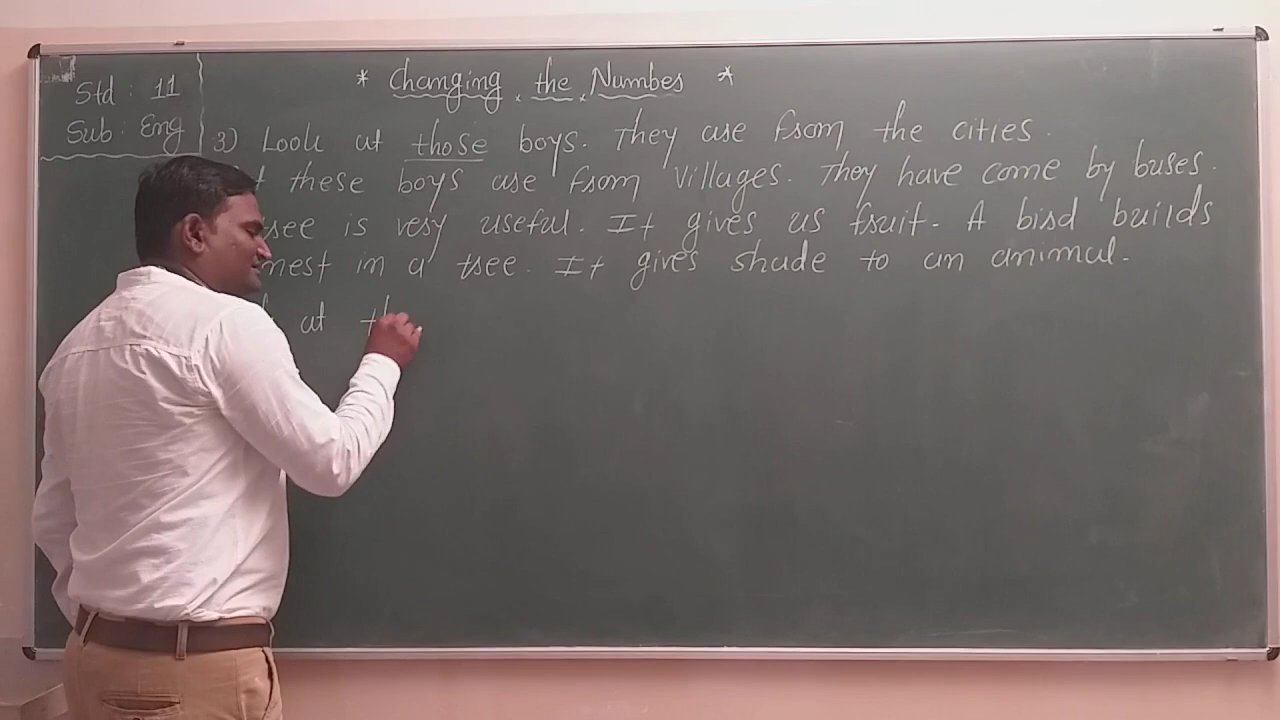 Std : 11
Sub : Eng
* Changing the Number *
3) Look at those boys. They are from the cities.
these boys are from villages. They have come by buses.
is very useful. It gives us fruit. A bird builds
nest in a tree. It gives shade to an animal.
at